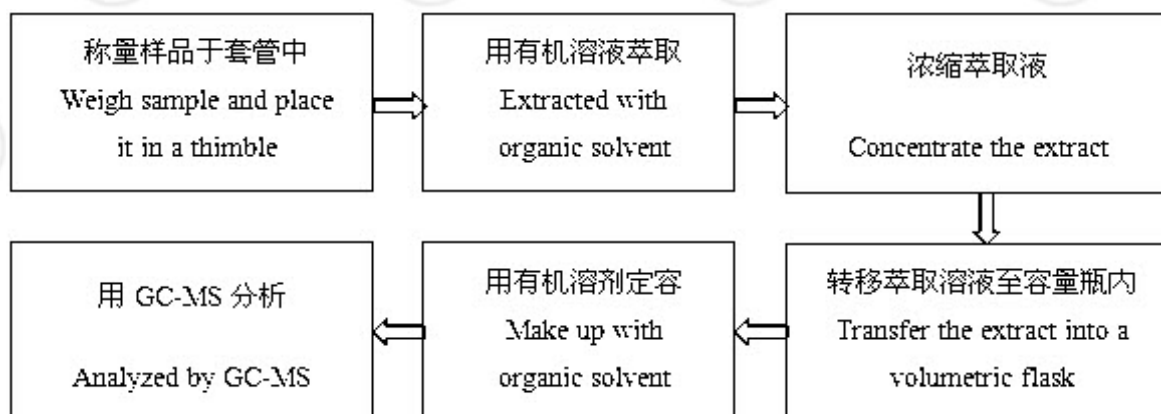 称量样品于套管中
Weigh sample and place
it in a thimble
用有机溶液萃取
Extracted with
organic solvent
浓缩萃取液
Concentrate the extract
转移萃取溶液至容量瓶内
Transfer the extract into a
volumetric flask
用有机溶剂定容
Make up with
organic solvent
用 GC-MS 分析
Analyzed by GC-MS